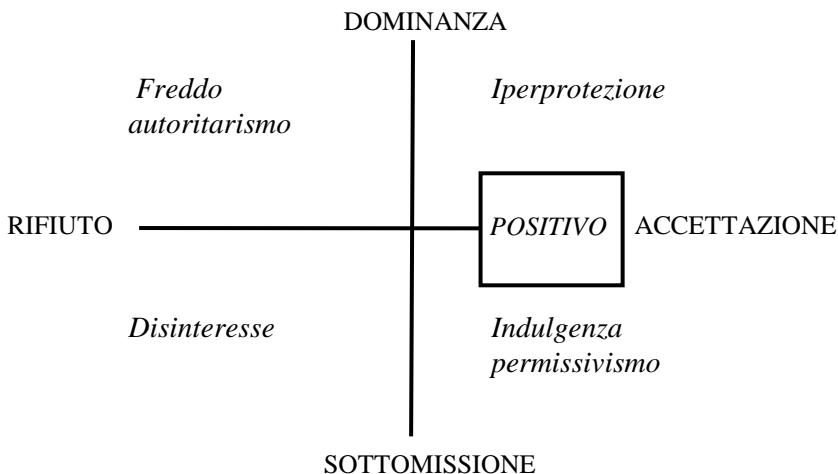 DOMINANZA
Freddo
autoritarismo
Iperprotezione
RIFIUTO
POSITIVO
ACCETTAZIONE
Disinteresse
Indulgenza
permissivismo
SOTTOMISSIONE